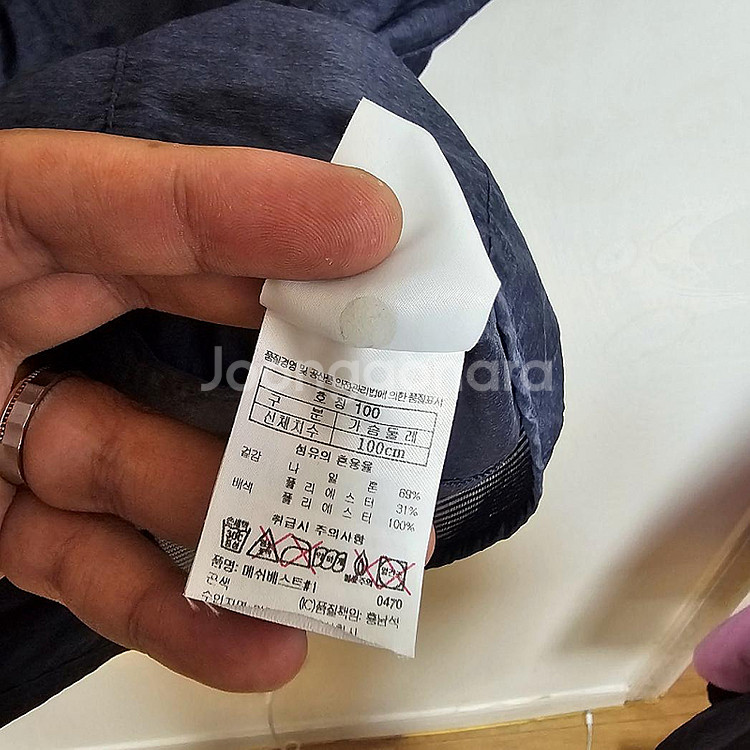 Joonggonara
품질경영 및 공산품 안전관리법에 의한 품질표시
호 칭 100
구 분 가슴둘레
신체치수 100cm
섬유의 혼용율
겉감 나 일 론 69%
폴 리 에 스 터 31%
배색 폴 리 에 스 터 100%
취급시 주의사항
품명: 메쉬베스트#1
곤색 0470
(IC)품질책임: 홍난석